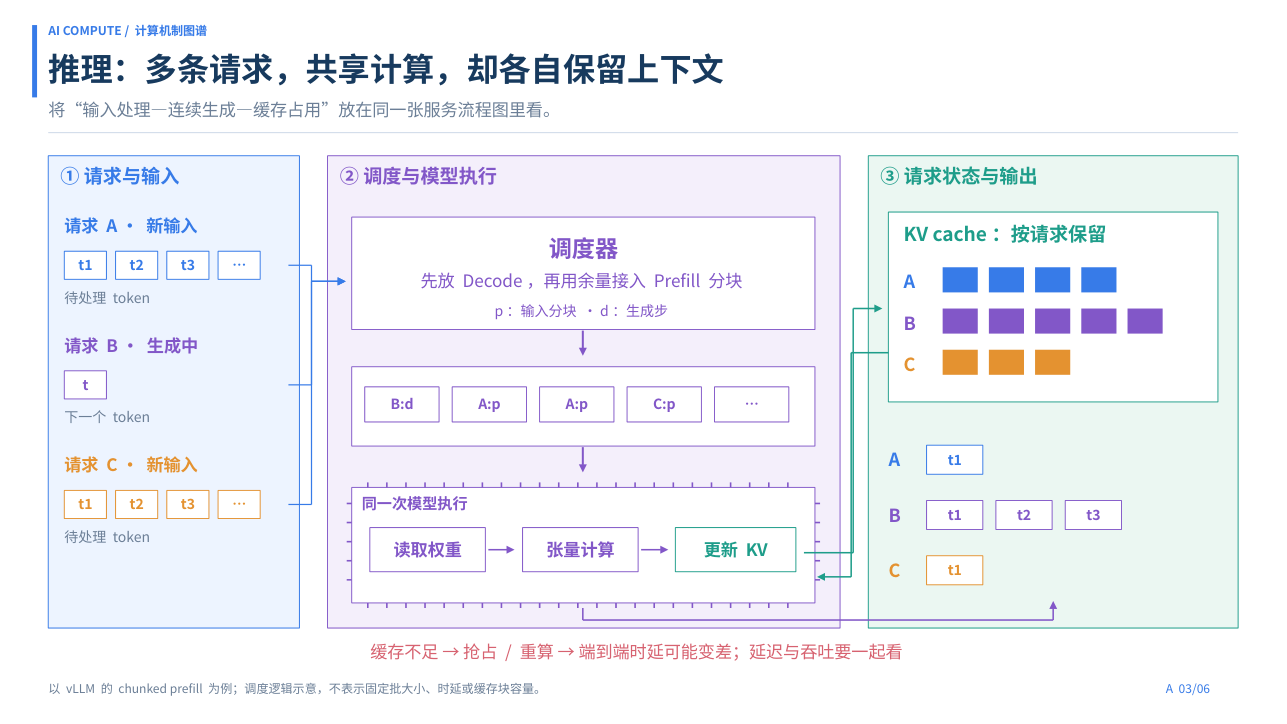 AI COMPUTE / 计算机制图谱
推理：多条请求，共享计算，却各自保留上下文
将“输入处理—连续生成—缓存占用”放在同一张服务流程图里看。
① 请求与输入
请求 A · 新输入
t1 t2 t3 …
待处理 token
请求 B · 生成中
t
下一个 token
请求 C · 新输入
t1 t2 t3 …
待处理 token
② 调度与模型执行
调度器
先放 Decode，再用余量接入 Prefill 分块
p：输入分块 · d：生成步
B:d A:p A:p C:p …
同一次模型执行
读取权重 张量计算 更新 KV
③ 请求状态与输出
KV cache：按请求保留
A
B
C
A t1
B t1 t2 t3
C t1
缓存不足 → 抢占 / 重算 → 端到端时延可能变差；延迟与吞吐要一起看
以 vLLM 的 chunked prefill 为例；调度逻辑示意，不表示固定批大小、时延或缓存块容量。
A 03/06